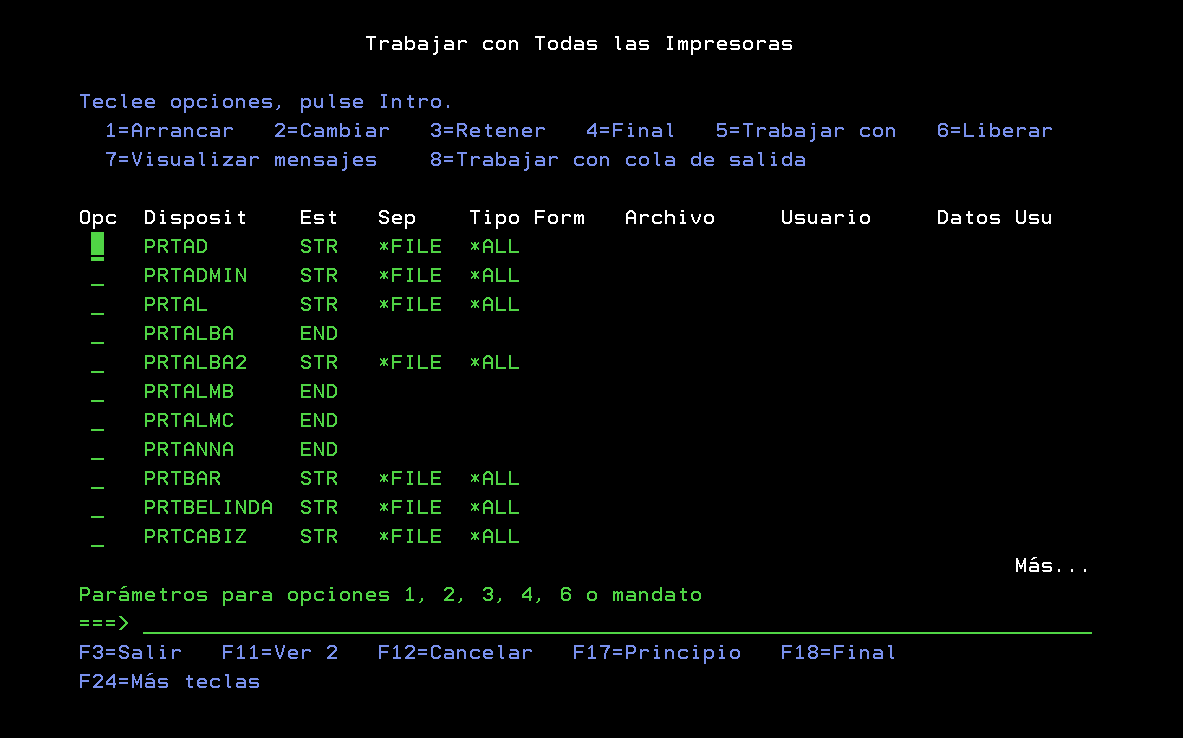 Trabajar con Todas las Impresoras
Teclee opciones, pulse Intro.
1=Arrancar 2=Cambiar 3=Retener 4=Final 5=Trabajar con 6=Liberar
7=Visualizar mensajes 8=Trabajar con cola de salida
Opc Disposit Est Sep Tipo Form Archivo Usuario Datos Usu
_ PRTAD STR *FILE *ALL
_ PRTADMIN STR *FILE *ALL
_ PRTAL STR *FILE *ALL
_ PRTALBA END
_ PRTALBA2 STR *FILE *ALL
_ PRTALMB END
_ PRTALMC END
_ PRTANNA END
_ PRTBAR STR *FILE *ALL
_ PRTBELINDA STR *FILE *ALL
_ PRTCABIZ STR *FILE *ALL
Más...
Parámetros para opciones 1, 2, 3, 4, 6 o mandato
===>
F3=Salir F11=Ver 2 F12=Cancelar F17=Principio F18=Final
F24=Más teclas